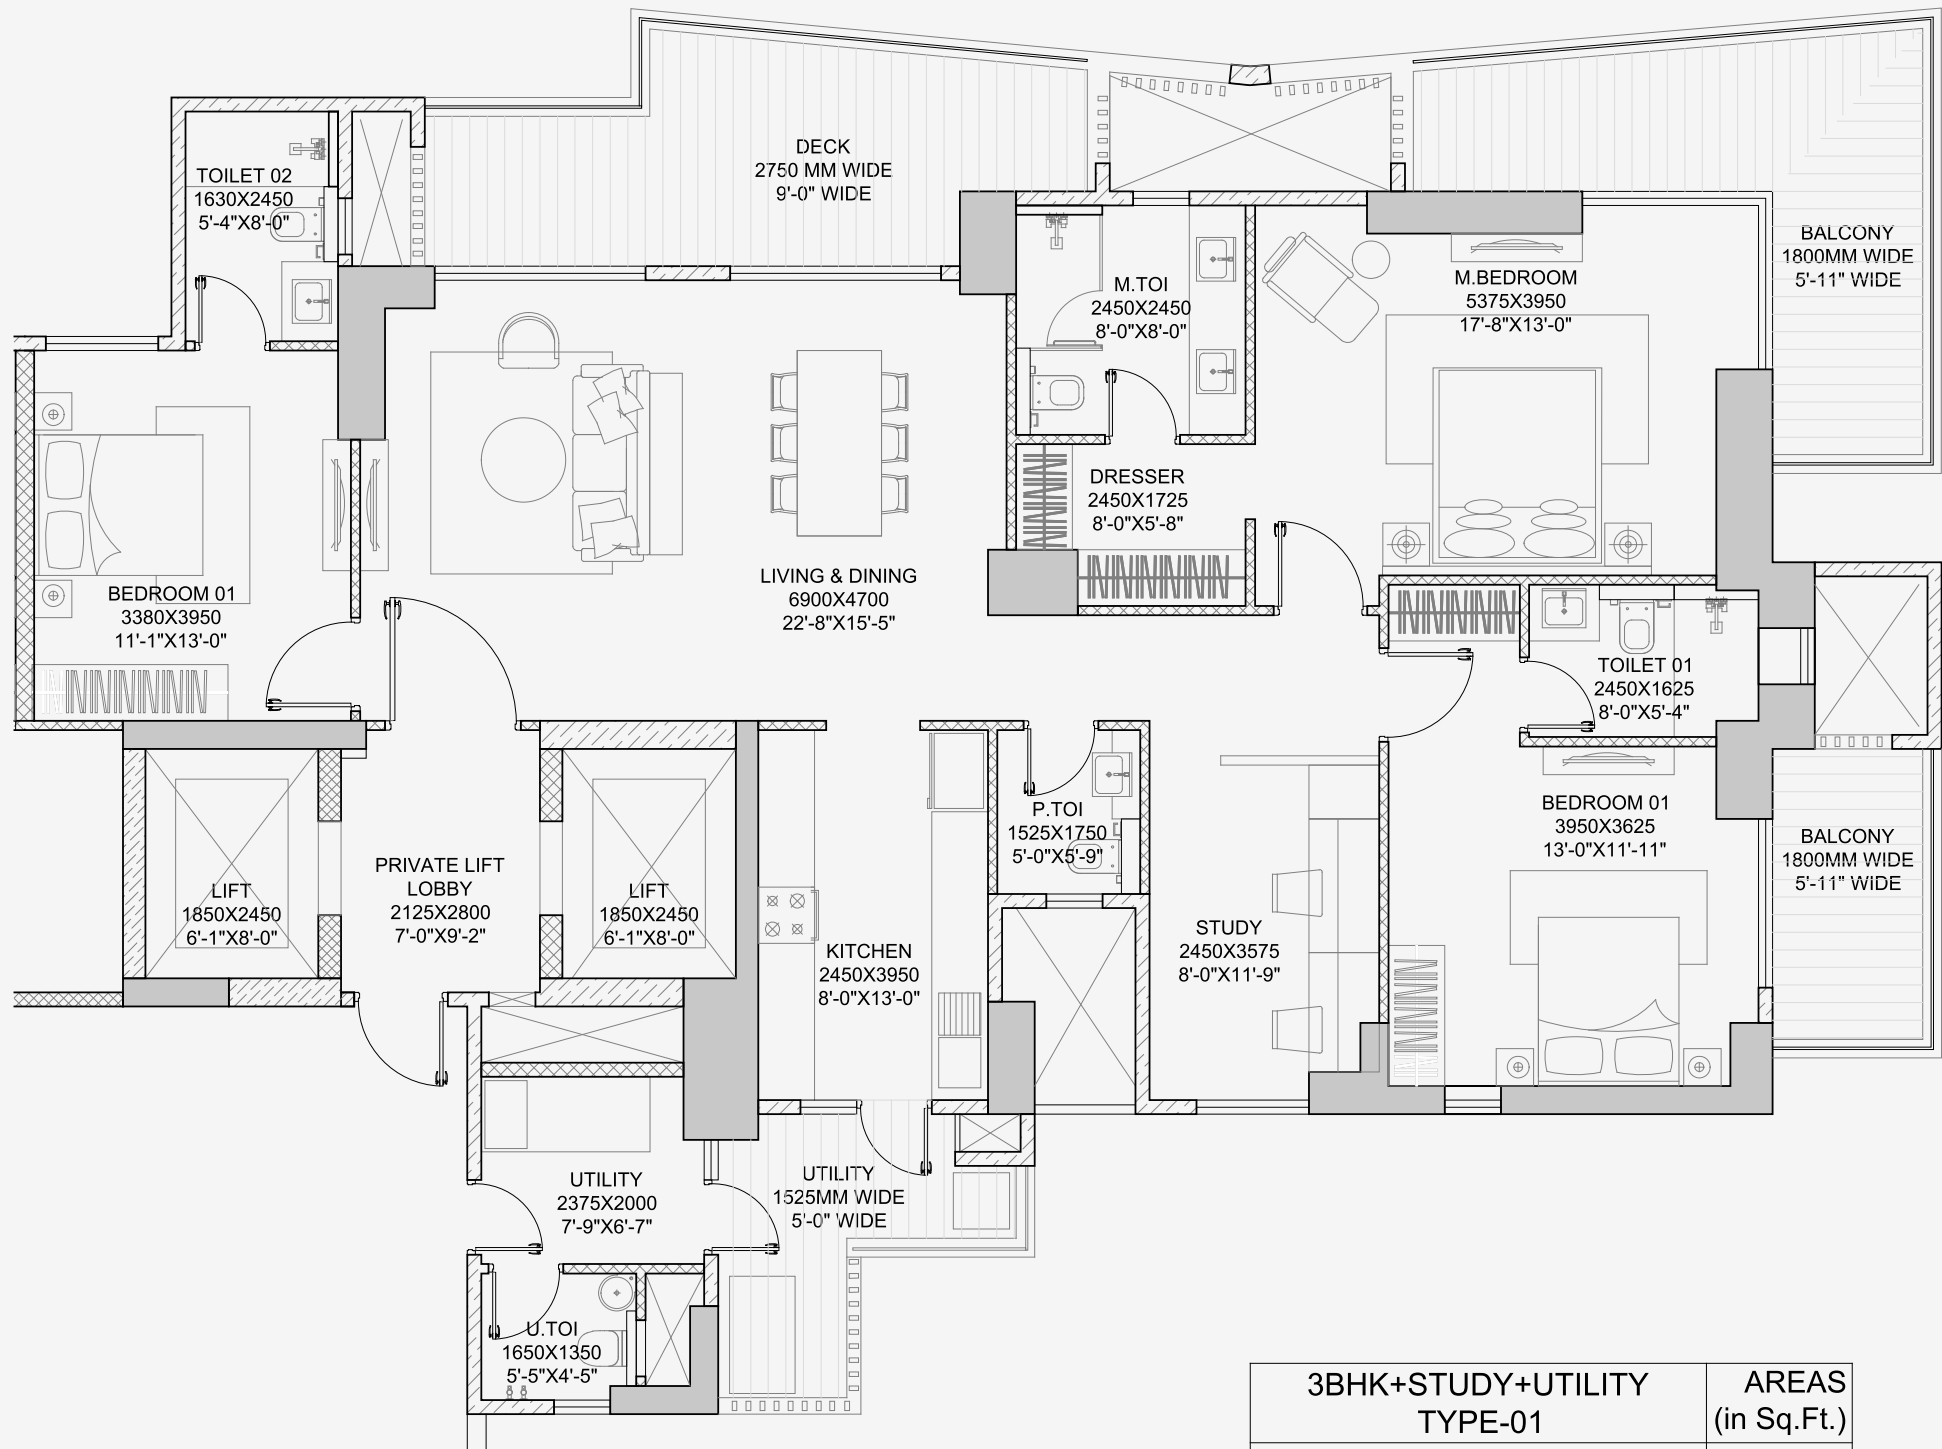 DECK
2750 MM WIDE
9'-0" WIDE
TOILET 02
1630X2450
5'-4"X8'-0"
BALCONY
1800MM WIDE
5'-11" WIDE
M.TOI
2450X2450
8'-0"X8'-0"
M.BEDROOM
5375X3950
17'-8"X13'-0"
DRESSER
2450X1725
8'-0"X5'-8"
BEDROOM 01
3380X3950
11'-1"X13'-0"
LIVING & DINING
6900X4700
22'-8"X15'-5"
TOILET 01
2450X1625
8'-0"X5'-4"
LIFT
1850X2450
6'-1"X8'-0"
PRIVATE LIFT
LOBBY
2125X2800
7'-0"X9'-2"
LIFT
1850X2450
6'-1"X8'-0"
P.TOI
1525X1750
5'-0"X5'-9"
BEDROOM 01
3950X3625
13'-0"X11'-11"
BALCONY
1800MM WIDE
5'-11" WIDE
KITCHEN
2450X3950
8'-0"X13'-0"
STUDY
2450X3575
8'-0"X11'-9"
UTILITY
2375X2000
7'-9"X6'-7"
UTILITY
1525MM WIDE
5'-0" WIDE
U.TOI
1650X1350
5'-5"X4'-5"
3BHK+STUDY+UTILITY
TYPE-01
AREAS
(in Sq.Ft.)